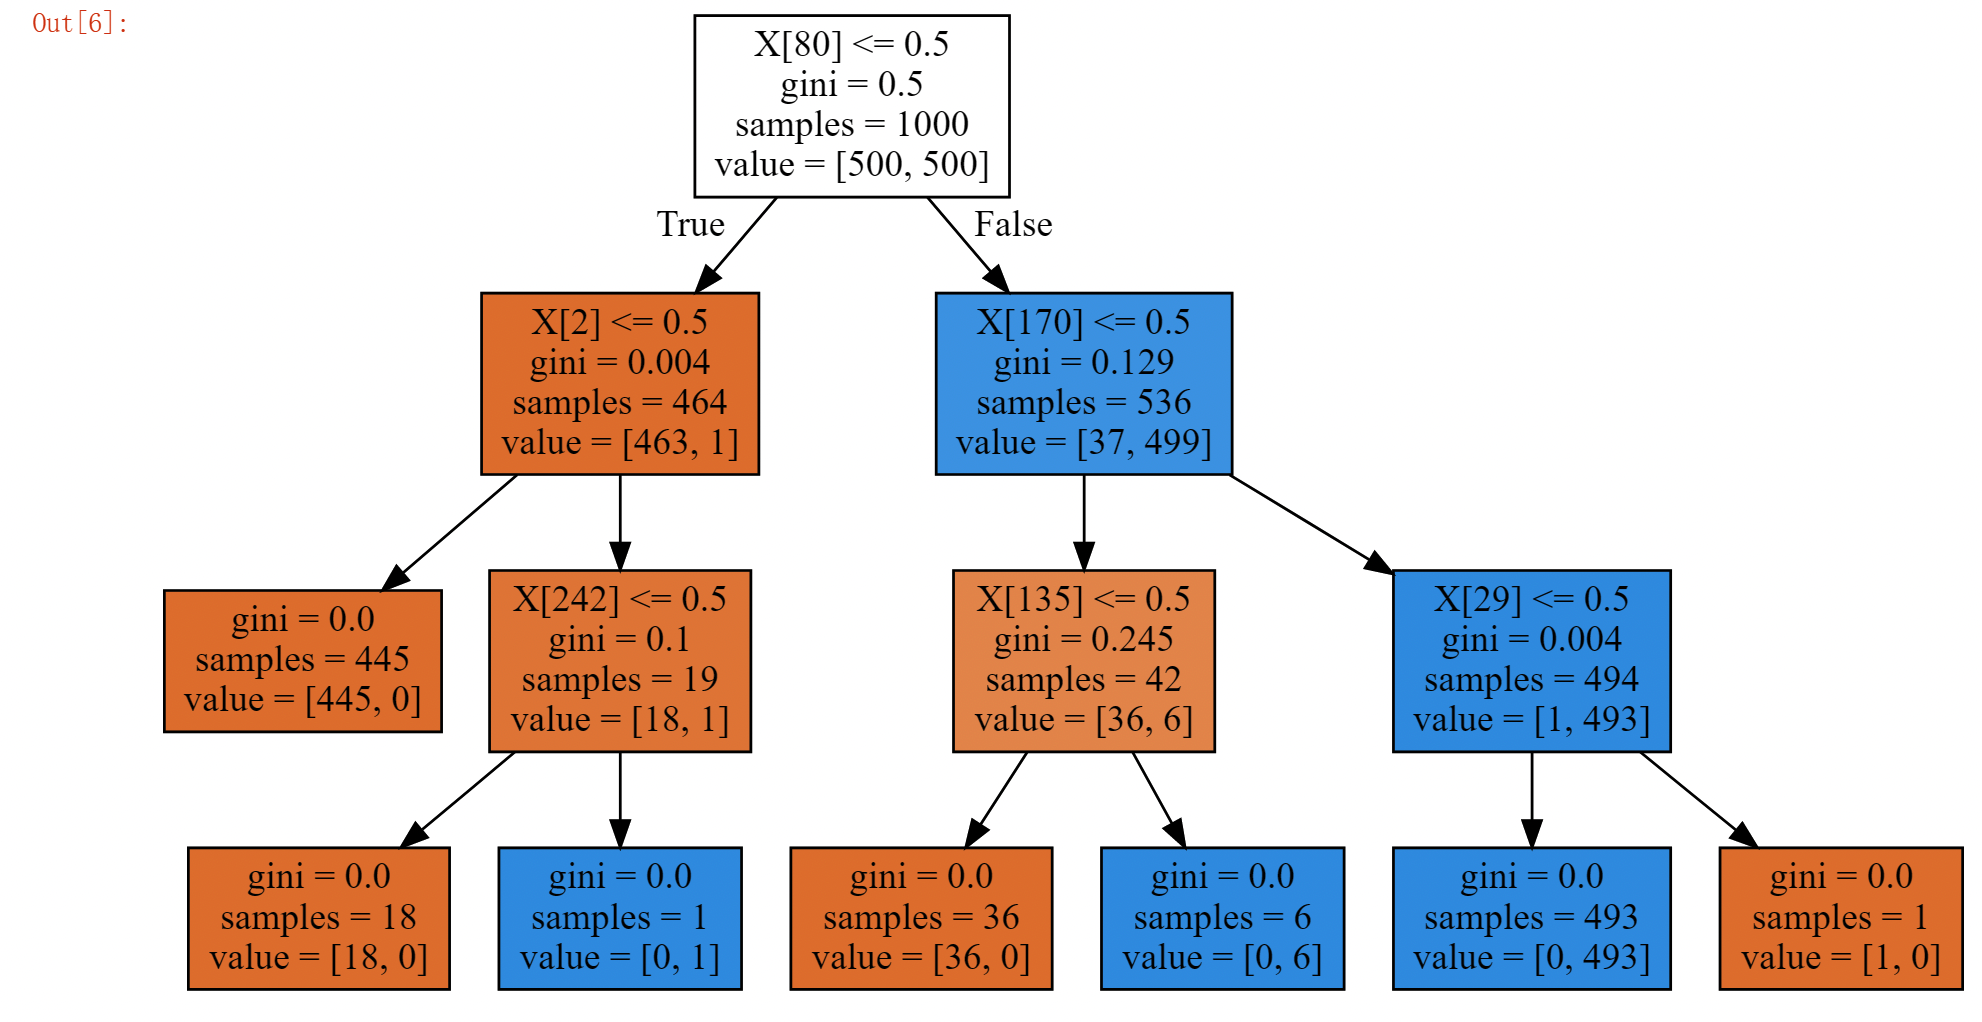 Out[6]:
X[80] <= 0.5
gini = 0.5
samples = 1000
value = [500, 500]
True
False
X[2] <= 0.5
gini = 0.004
samples = 464
value = [463, 1]
X[170] <= 0.5
gini = 0.129
samples = 536
value = [37, 499]
gini = 0.0
samples = 445
value = [445, 0]
X[242] <= 0.5
gini = 0.1
samples = 19
value = [18, 1]
X[135] <= 0.5
gini = 0.245
samples = 42
value = [36, 6]
X[29] <= 0.5
gini = 0.004
samples = 494
value = [1, 493]
gini = 0.0
samples = 18
value = [18, 0]
gini = 0.0
samples = 1
value = [0, 1]
gini = 0.0
samples = 36
value = [36, 0]
gini = 0.0
samples = 6
value = [0, 6]
gini = 0.0
samples = 493
value = [0, 493]
gini = 0.0
samples = 1
value = [1, 0]